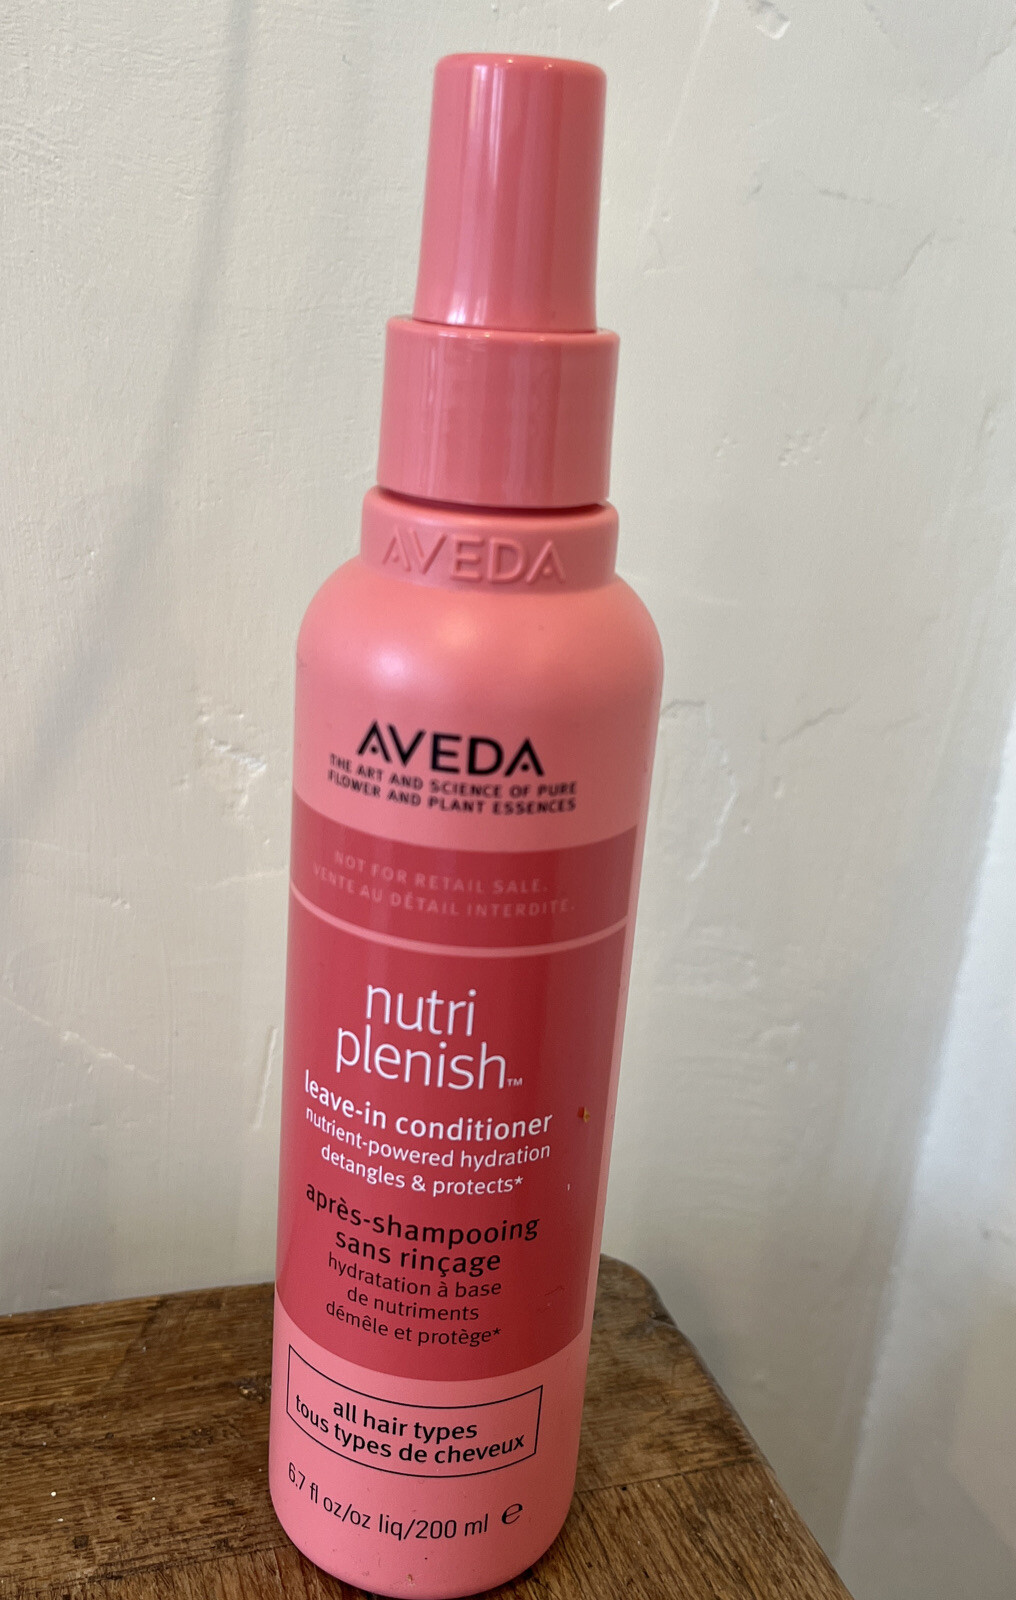 AVEDA
AVEDA
THE ART AND SCIENCE OF PURE
FLOWER AND PLANT ESSENCES
NOT FOR RETAIL SALE.
VENTE AU DÉTAIL INTERDITE.
nutri
plenish™
leave-in conditioner
nutrient-powered hydration
detangles & protects*
après-shampooing
sans rinçage
hydratation à base
de nutriments
démêle et protège*
all hair types
tous types de cheveux
6.7 fl oz/oz liq/200 ml ℮